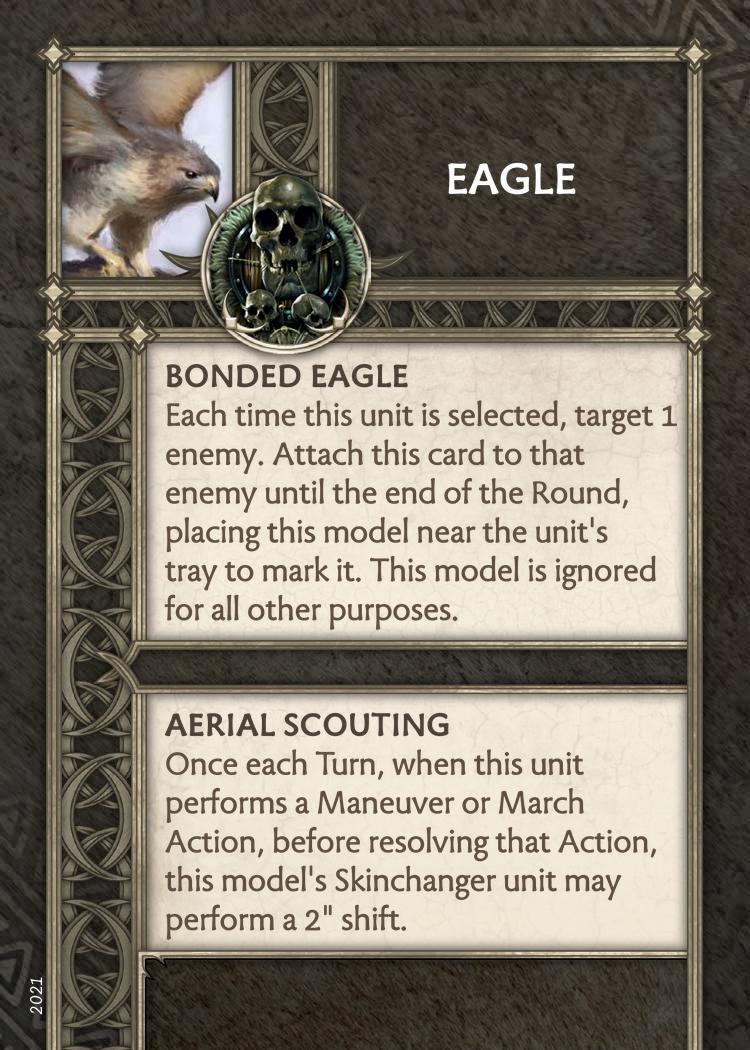 EAGLE
BONDED EAGLE
Each time this unit is selected, target 1
enemy. Attach this card to that
enemy until the end of the Round,
placing this model near the unit's
tray to mark it. This model is ignored
for all other purposes.
AERIAL SCOUTING
Once each Turn, when this unit
performs a Maneuver or March
Action, before resolving that Action,
this model's Skinchanger unit may
perform a 2" shift.
2021